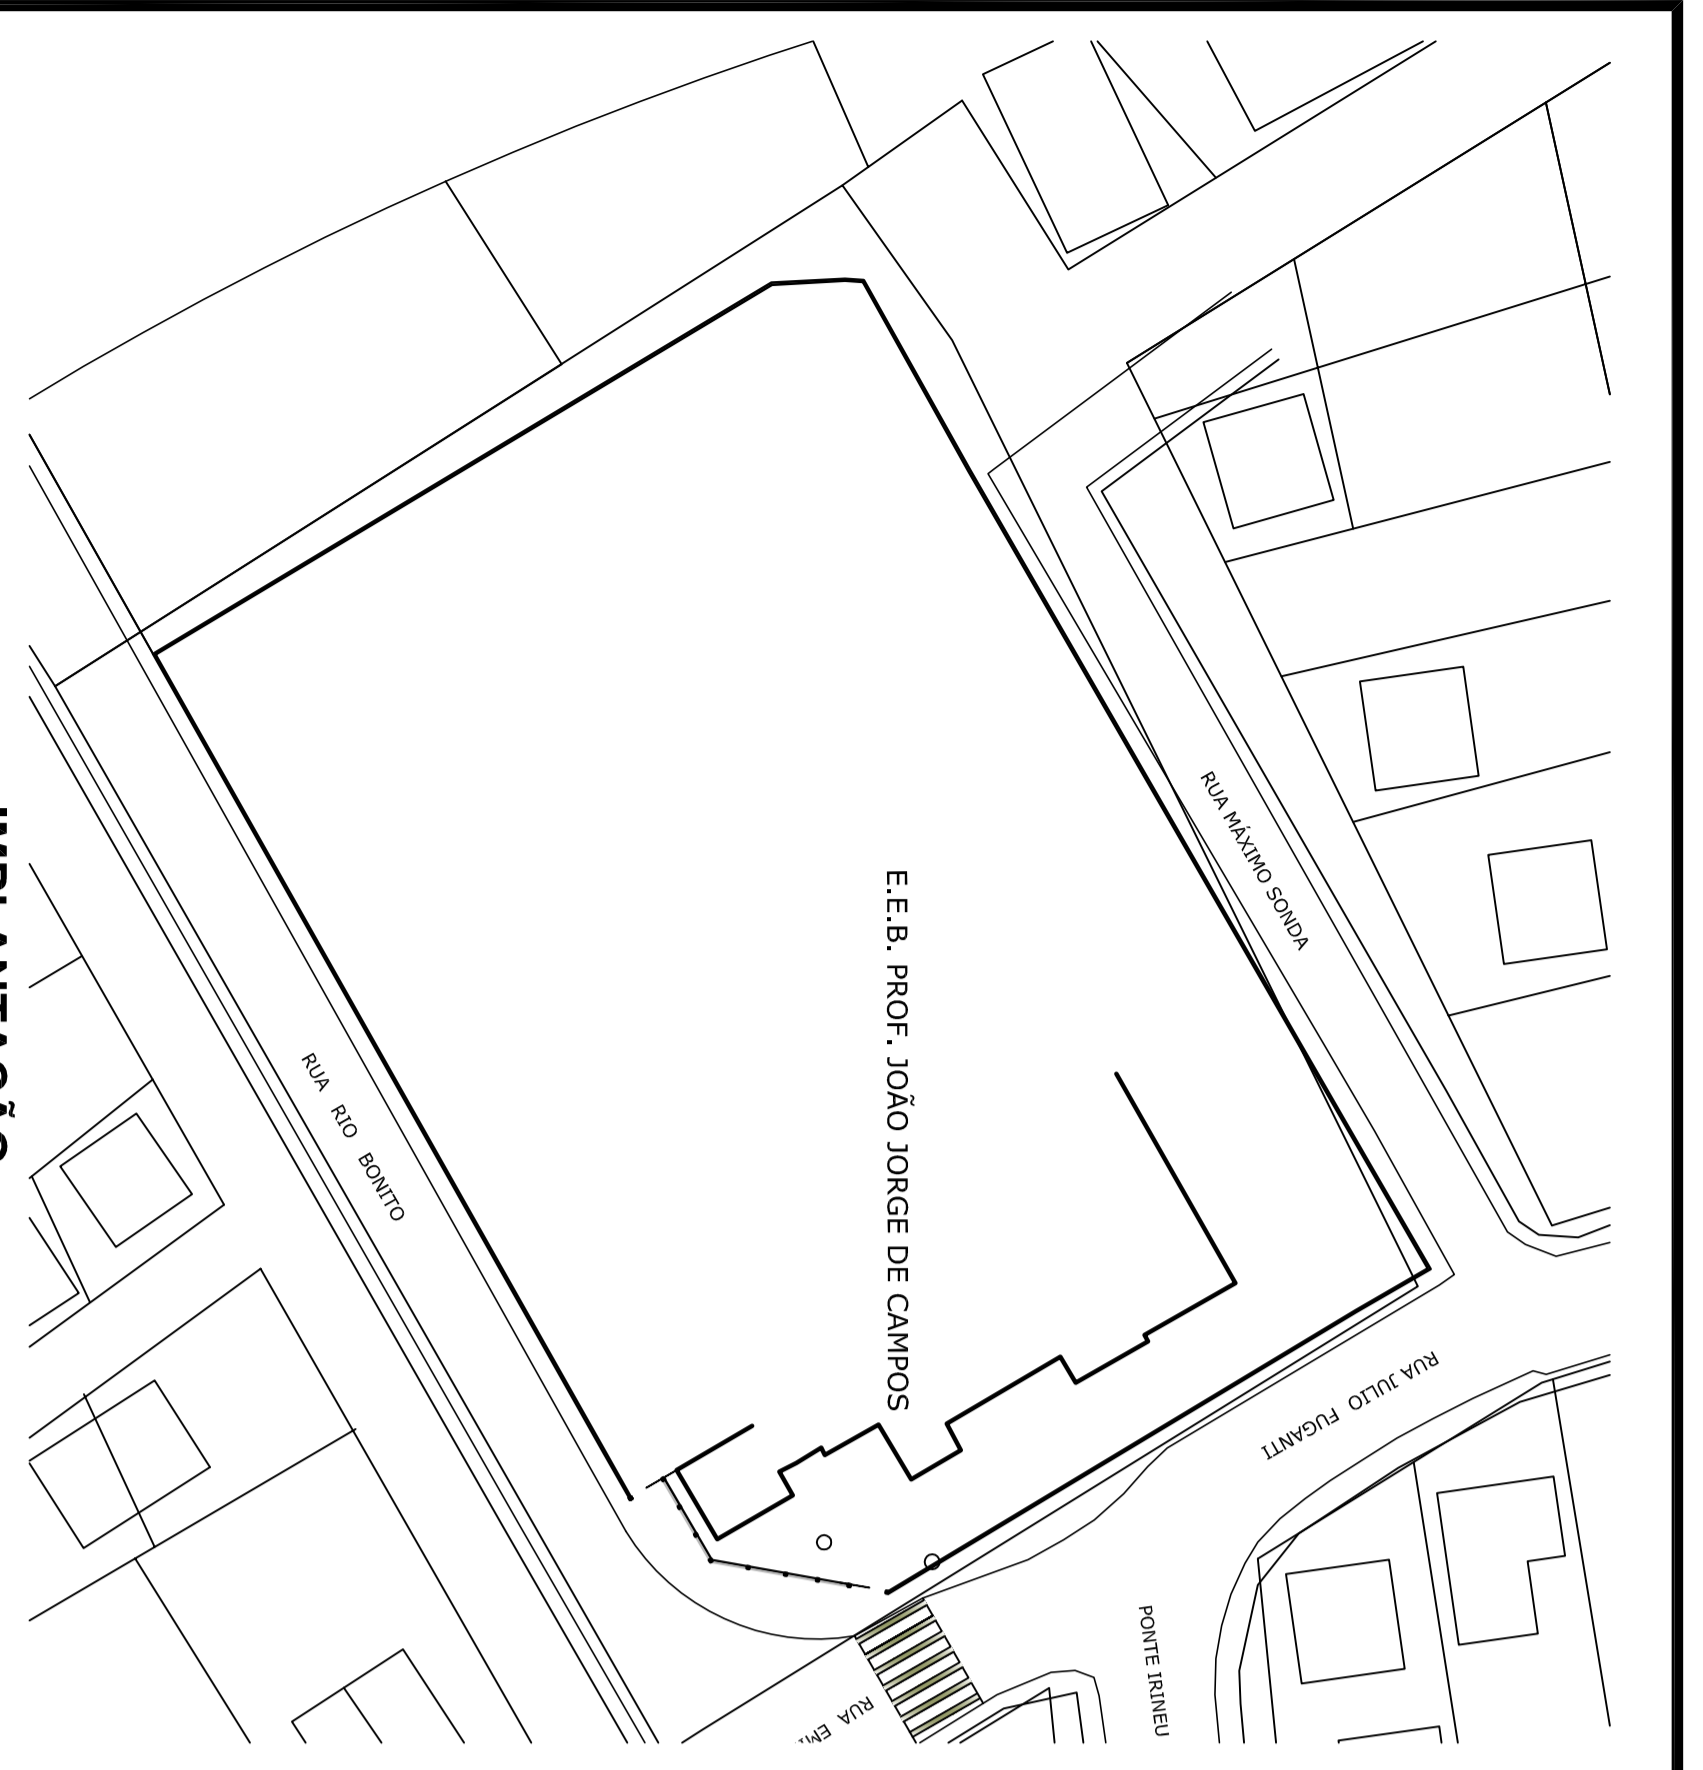 RUA MÁXIMO SONDA
E.E.B. PROF. JOÃO JORGE DE CAMPOS
RUA RIO BONITO
RUA JULIO FUGANTI
PONTE IRINEU
RUA